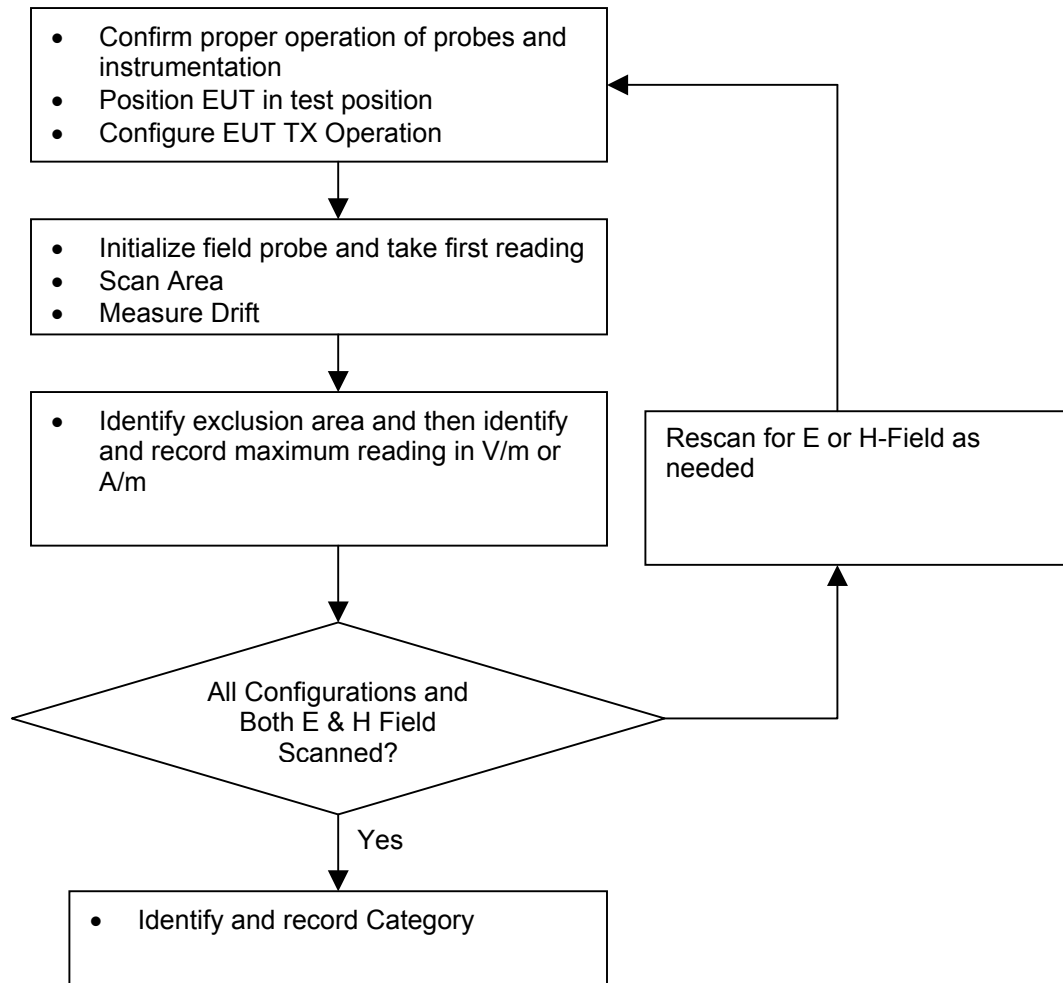 • Confirm proper operation of probes and
instrumentation
• Position EUT in test position
• Configure EUT TX Operation
• Initialize field probe and take first reading
• Scan Area
• Measure Drift
• Identify exclusion area and then identify
and record maximum reading in V/m or
A/m
Rescan for E or H-Field as
needed
All Configurations and
Both E & H Field
Scanned?
Yes
• Identify and record Category